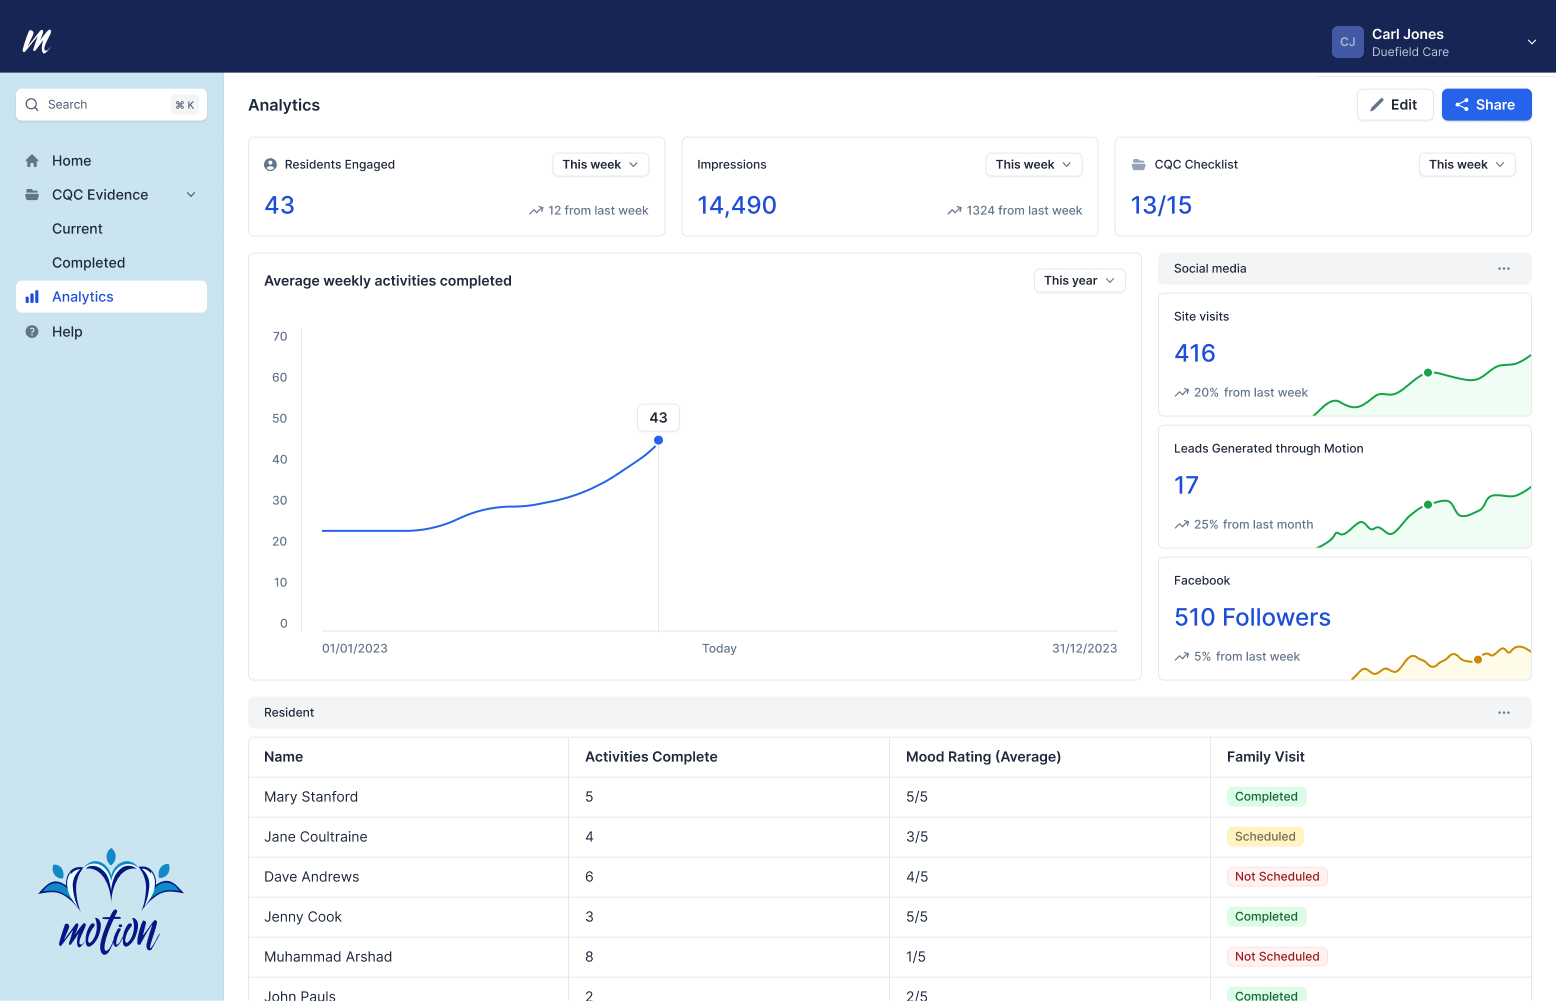 M
CJ
Carl Jones
Duefield Care
Search
⌘ K
Home
CQC Evidence
Current
Completed
Analytics
Help
motion
Analytics
Edit
Share
Residents Engaged
This week
43
12 from last week
Impressions
This week
14,490
1324 from last week
CQC Checklist
This week
13/15
Average weekly activities completed
This year
70
60
50
40
30
20
10
0
43
01/01/2023
Today
31/12/2023
Social media
Site visits
416
20% from last week
Leads Generated through Motion
17
25% from last month
Facebook
510 Followers
5% from last week
Resident
Name Activities Complete Mood Rating (Average) Family Visit
Mary Stanford 5 5/5 Completed
Jane Coultraine 4 3/5 Scheduled
Dave Andrews 6 4/5 Not Scheduled
Jenny Cook 3 5/5 Completed
Muhammad Arshad 8 1/5 Not Scheduled
John Pauls 2 2/5 Completed